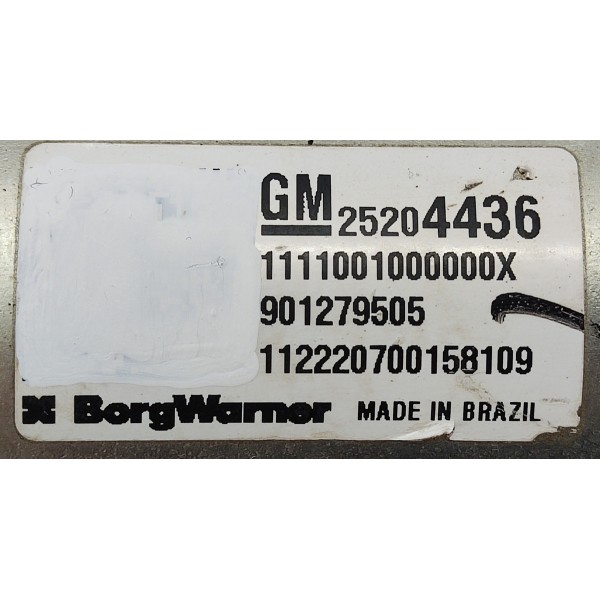 GM 25204436
1111001000000X
901279505
112220700158109
BorgWarner MADE IN BRAZIL